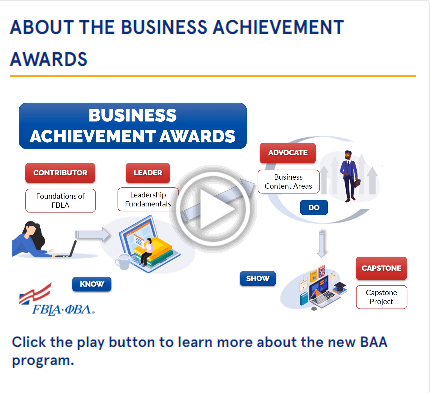 ABOUT THE BUSINESS ACHIEVEMENT
AWARDS
BUSINESS
ACHIEVEMENT AWARDS
CONTRIBUTOR
Foundations of
FBLA
LEADER
Leadership
Fundamentals
ADVOCATE
Business
Content Areas
DO
KNOW
SHOW
CAPSTONE
Capstone
Project
FBLA-ΦBA
Click the play button to learn more about the new BAA
program.